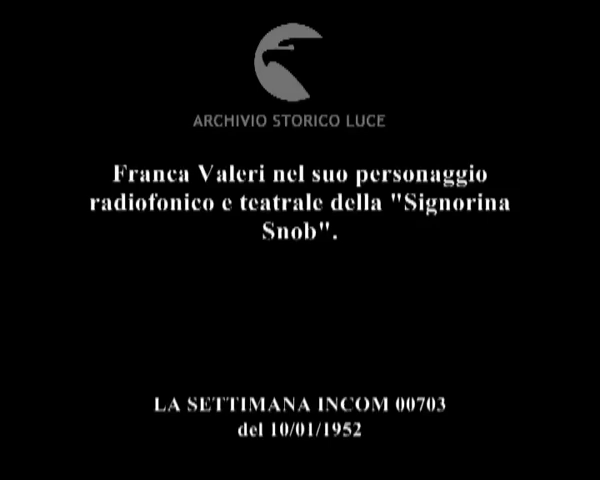 ARCHIVIO STORICO LUCE
Franca Valeri nel suo personaggio
radiofonico e teatrale della "Signorina
Snob".
LA SETTIMANA INCOM 00703
del 10/01/1952